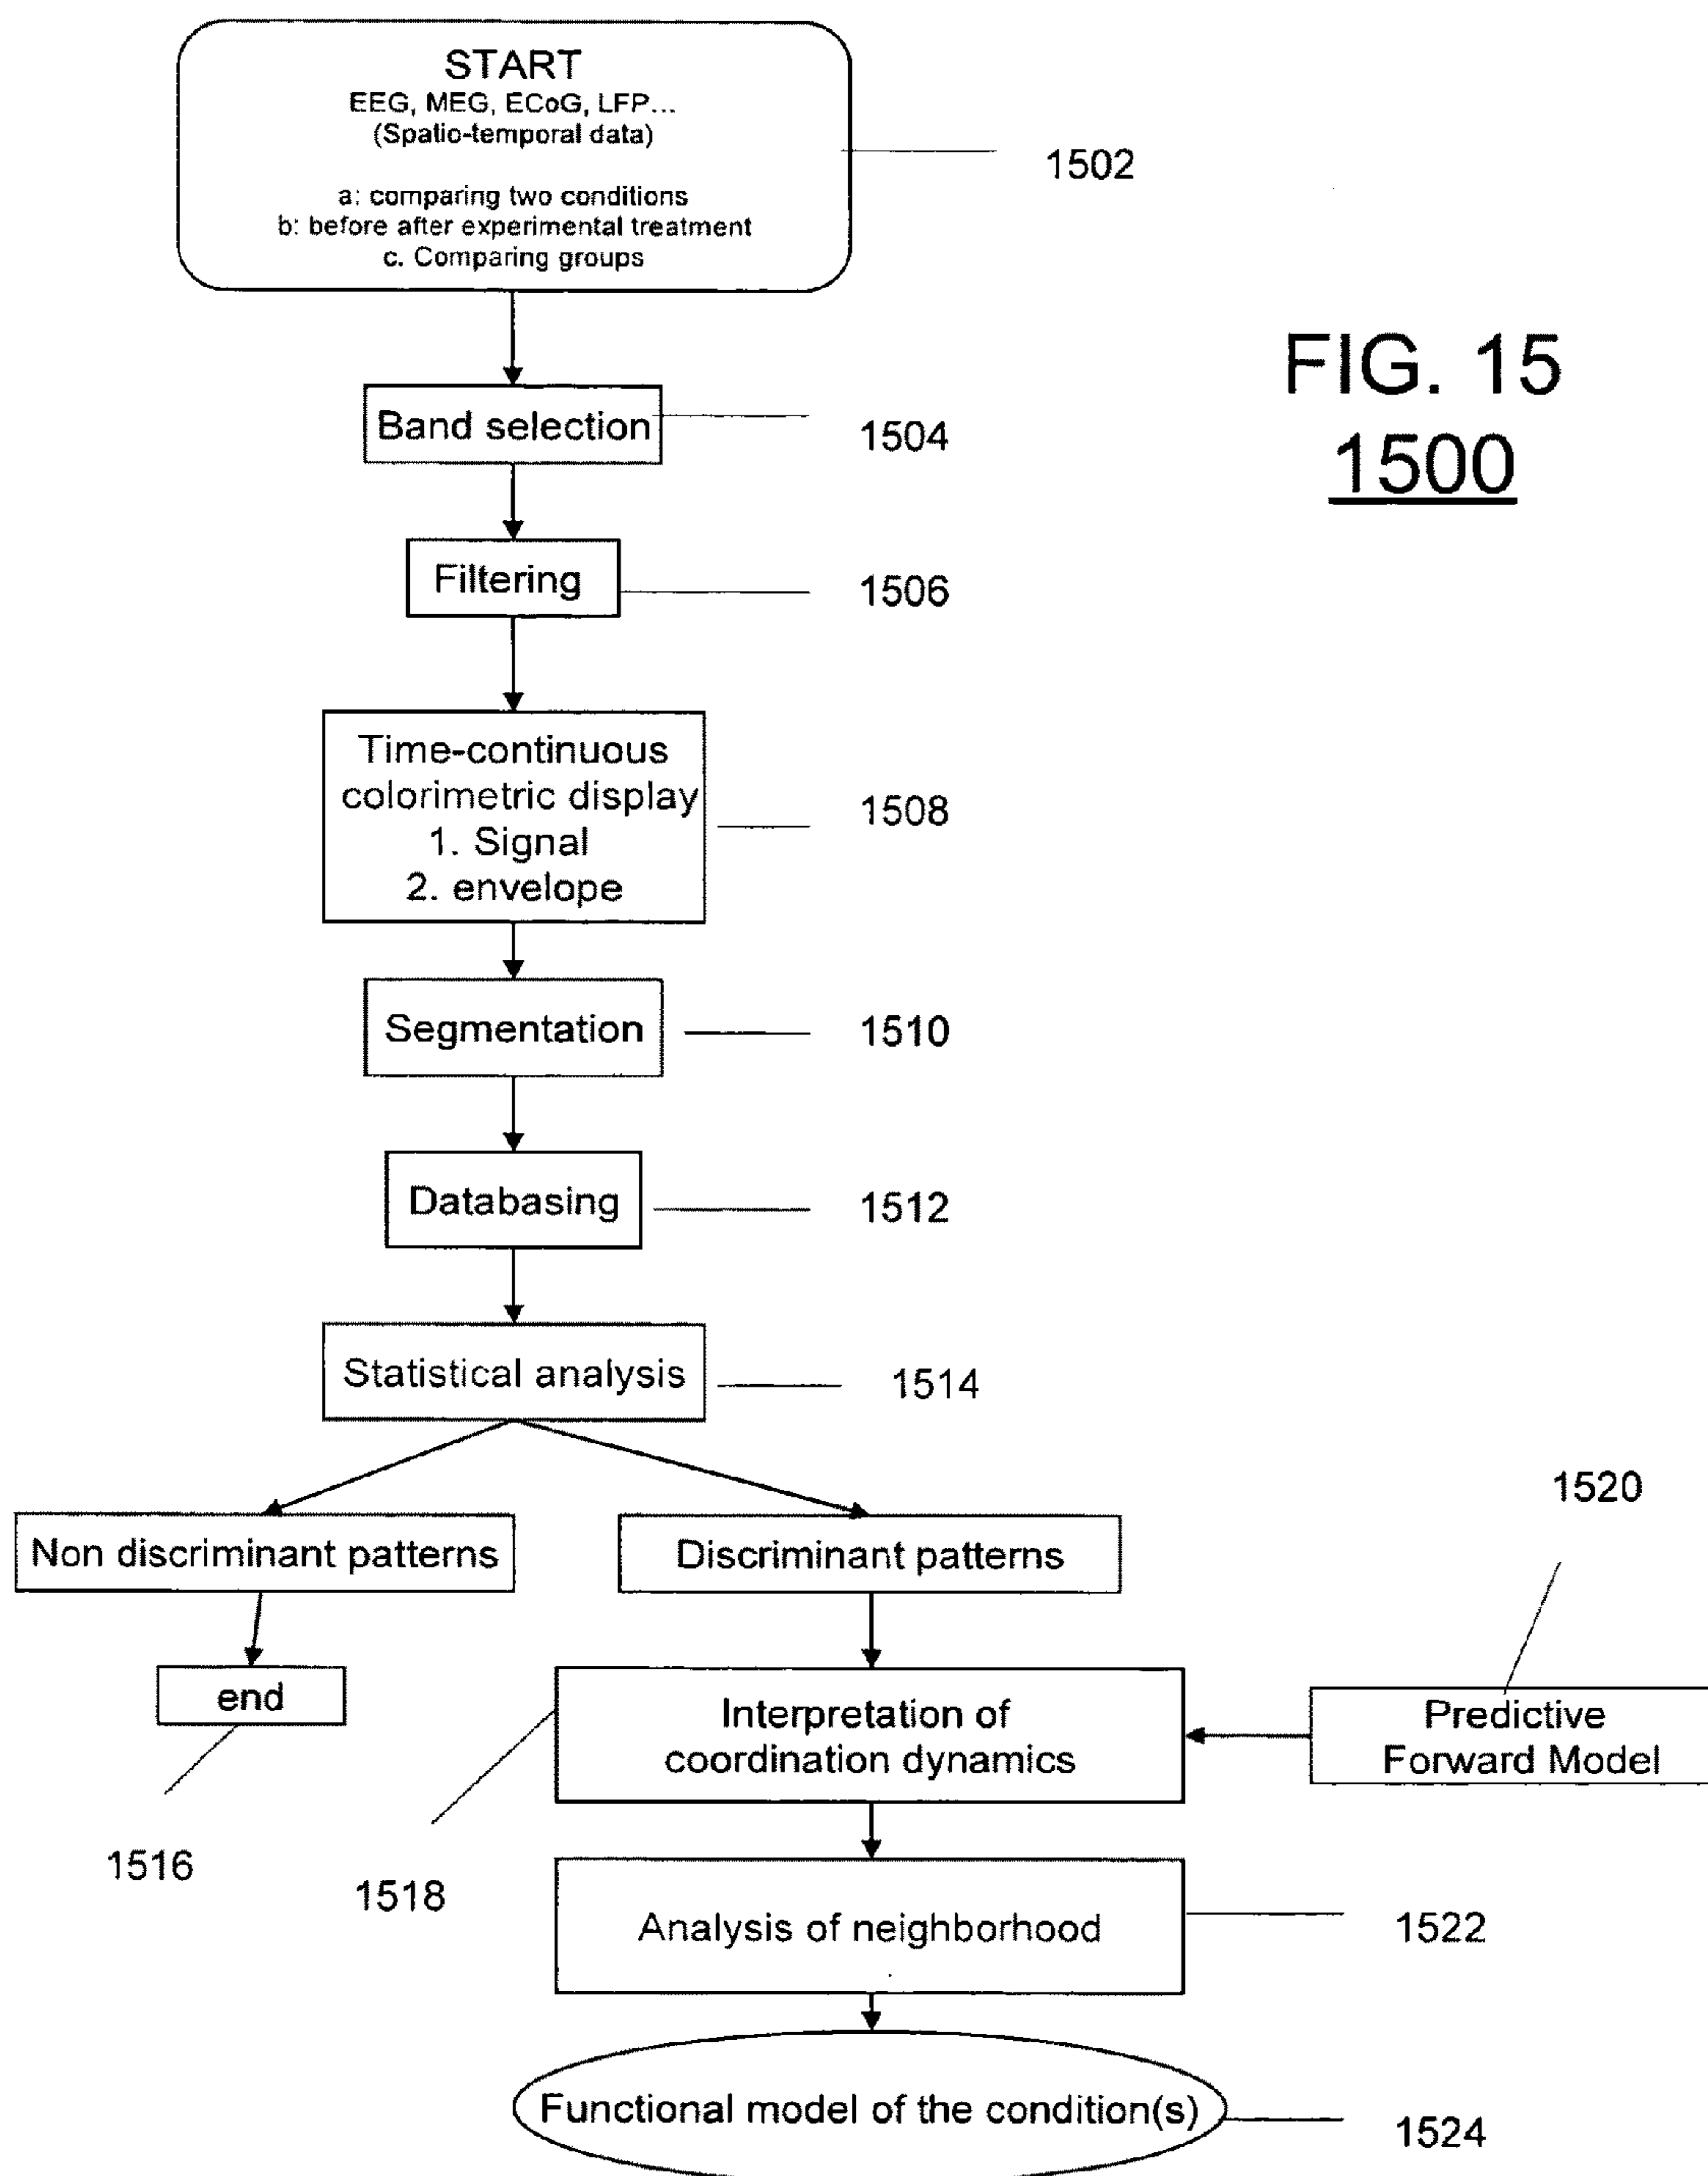 START
EEG, MEG, ECoG, LFP...
(Spatio-temporal data)
a: comparing two conditions
b: before after experimental treatment
c. Comparing groups
1502
FIG. 15
1500
Band selection
1504
Filtering
1506
Time-continuous
colorimetric display
1. Signal
2. envelope
1508
Segmentation
1510
Databasing
1512
Statistical analysis
1514
Non discriminant patterns
Discriminant patterns
1520
end
Interpretation of
coordination dynamics
Predictive
Forward Model
1516
1518
Analysis of neighborhood
1522
Functional model of the condition(s)
1524